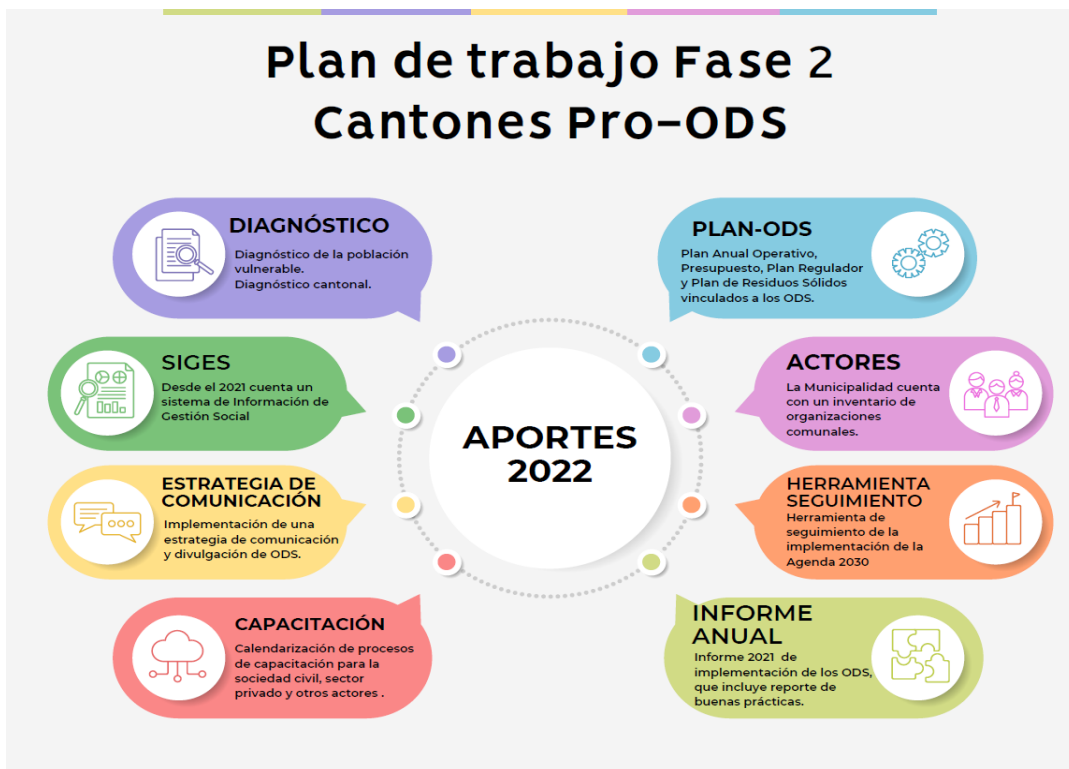 Plan de trabajo Fase 2
Cantones Pro-ODS
DIAGNÓSTICO
Diagnóstico de la población
vulnerable.
Diagnóstico cantonal.
SIGES
Desde el 2021 cuenta un
sistema de Información de
Gestión Social
ESTRATEGIA DE
COMUNICACIÓN
Implementación de una
estrategia de comunicación
y divulgación de ODS.
CAPACITACIÓN
Calendarización de procesos
de capacitación para la
sociedad civil, sector
privado y otros actores .
APORTES
2022
PLAN-ODS
Plan Anual Operativo,
Presupuesto, Plan Regulador
y Plan de Residuos Sólidos
vinculados a los ODS.
ACTORES
La Municipalidad cuenta
con un inventario de
organizaciones
comunales.
HERRAMIENTA
SEGUIMIENTO
Herramienta de
seguimiento de la
implementación de la
Agenda 2030
INFORME
ANUAL
Informe 2021 de
implementación de los ODS,
que incluye reporte de
buenas prácticas.